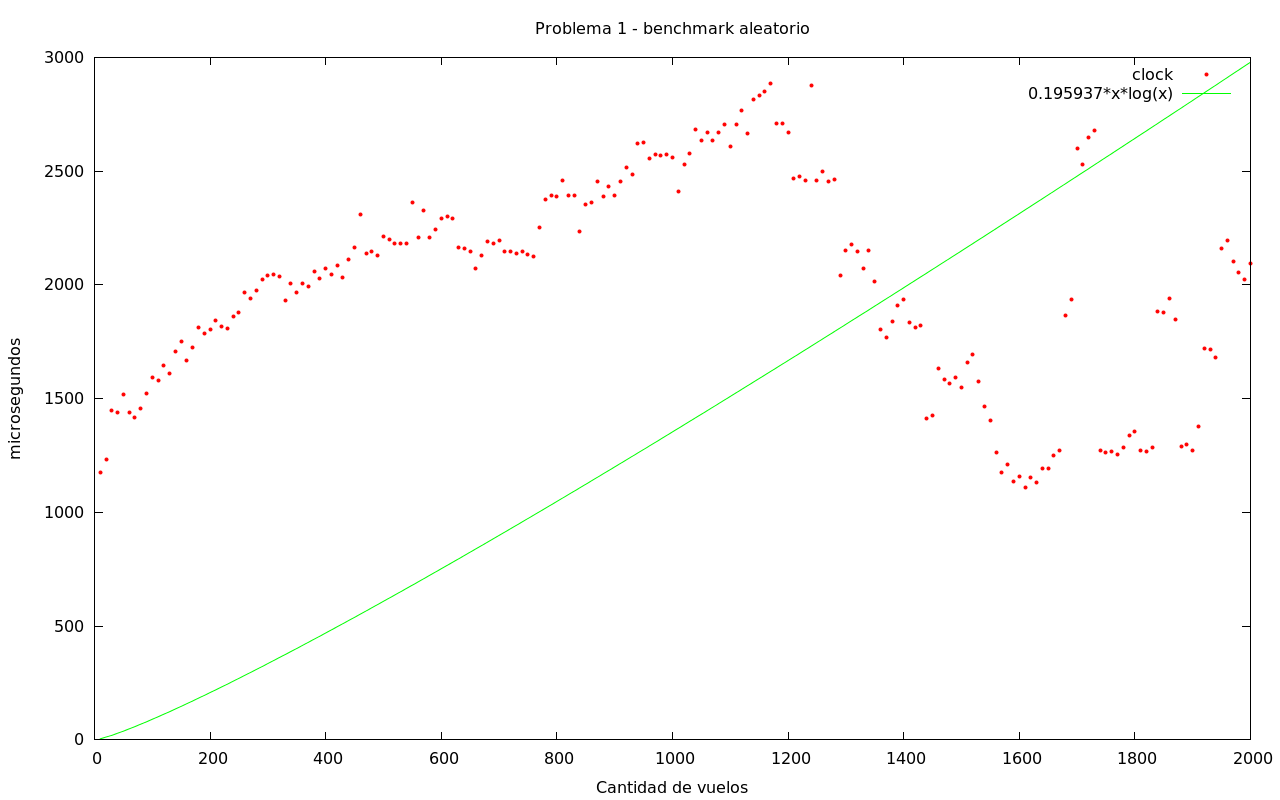 Problema 1 - benchmark aleatorio
clock
0.195937*x*log(x)
3000
2500
2000
1500
1000
500
0
microsegundos
0 200 400 600 800 1000 1200 1400 1600 1800 2000
Cantidad de vuelos